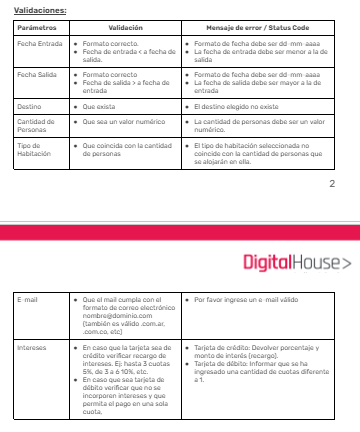 Validaciones:
Parámetros Validación Mensaje de error / Status Code
Fecha Entrada
● Formato correcto.
● Fecha de entrada < a fecha de
salida.
● Formato de fecha debe ser dd-mm-aaaa
● La fecha de entrada debe ser menor a la de
salida
Fecha Salida
● Formato correcto
● Fecha de salida > a fecha de
entrada
● Formato de fecha debe ser dd-mm-aaaa
● La fecha de salida debe ser mayor a la de
entrada
Destino
● Que exista
● El destino elegido no existe
Cantidad de
Personas
● Que sea un valor numérico
● La cantidad de personas debe ser un valor
numérico.
Tipo de
Habitación
● Que coincida con la cantidad
de personas
● El tipo de habitación seleccionada no
coincide con la cantidad de personas que
se alojarán en ella.
2
DigitalHouse>
E-mail
● Que el mail cumpla con el
formato de correo electrónico
nombre@dominio.com
(también es válido .com.ar,
.com.co, etc)
● Por favor ingrese un e-mail válido
Intereses
● En caso que la tarjeta sea de
crédito verificar recargo de
intereses. Ej: hasta 3 cuotas
5%, de 3 a 6 10%, etc.
● En caso que sea tarjeta de
débito verificar que no se
incorporen intereses y que
permita el pago en una sola
cuota.
● Tarjeta de crédito: Devolver porcentaje y
monto de interés (recargo).
● Tarjeta de débito: Informar que se ha
ingresado una cantidad de cuotas diferente
a 1.